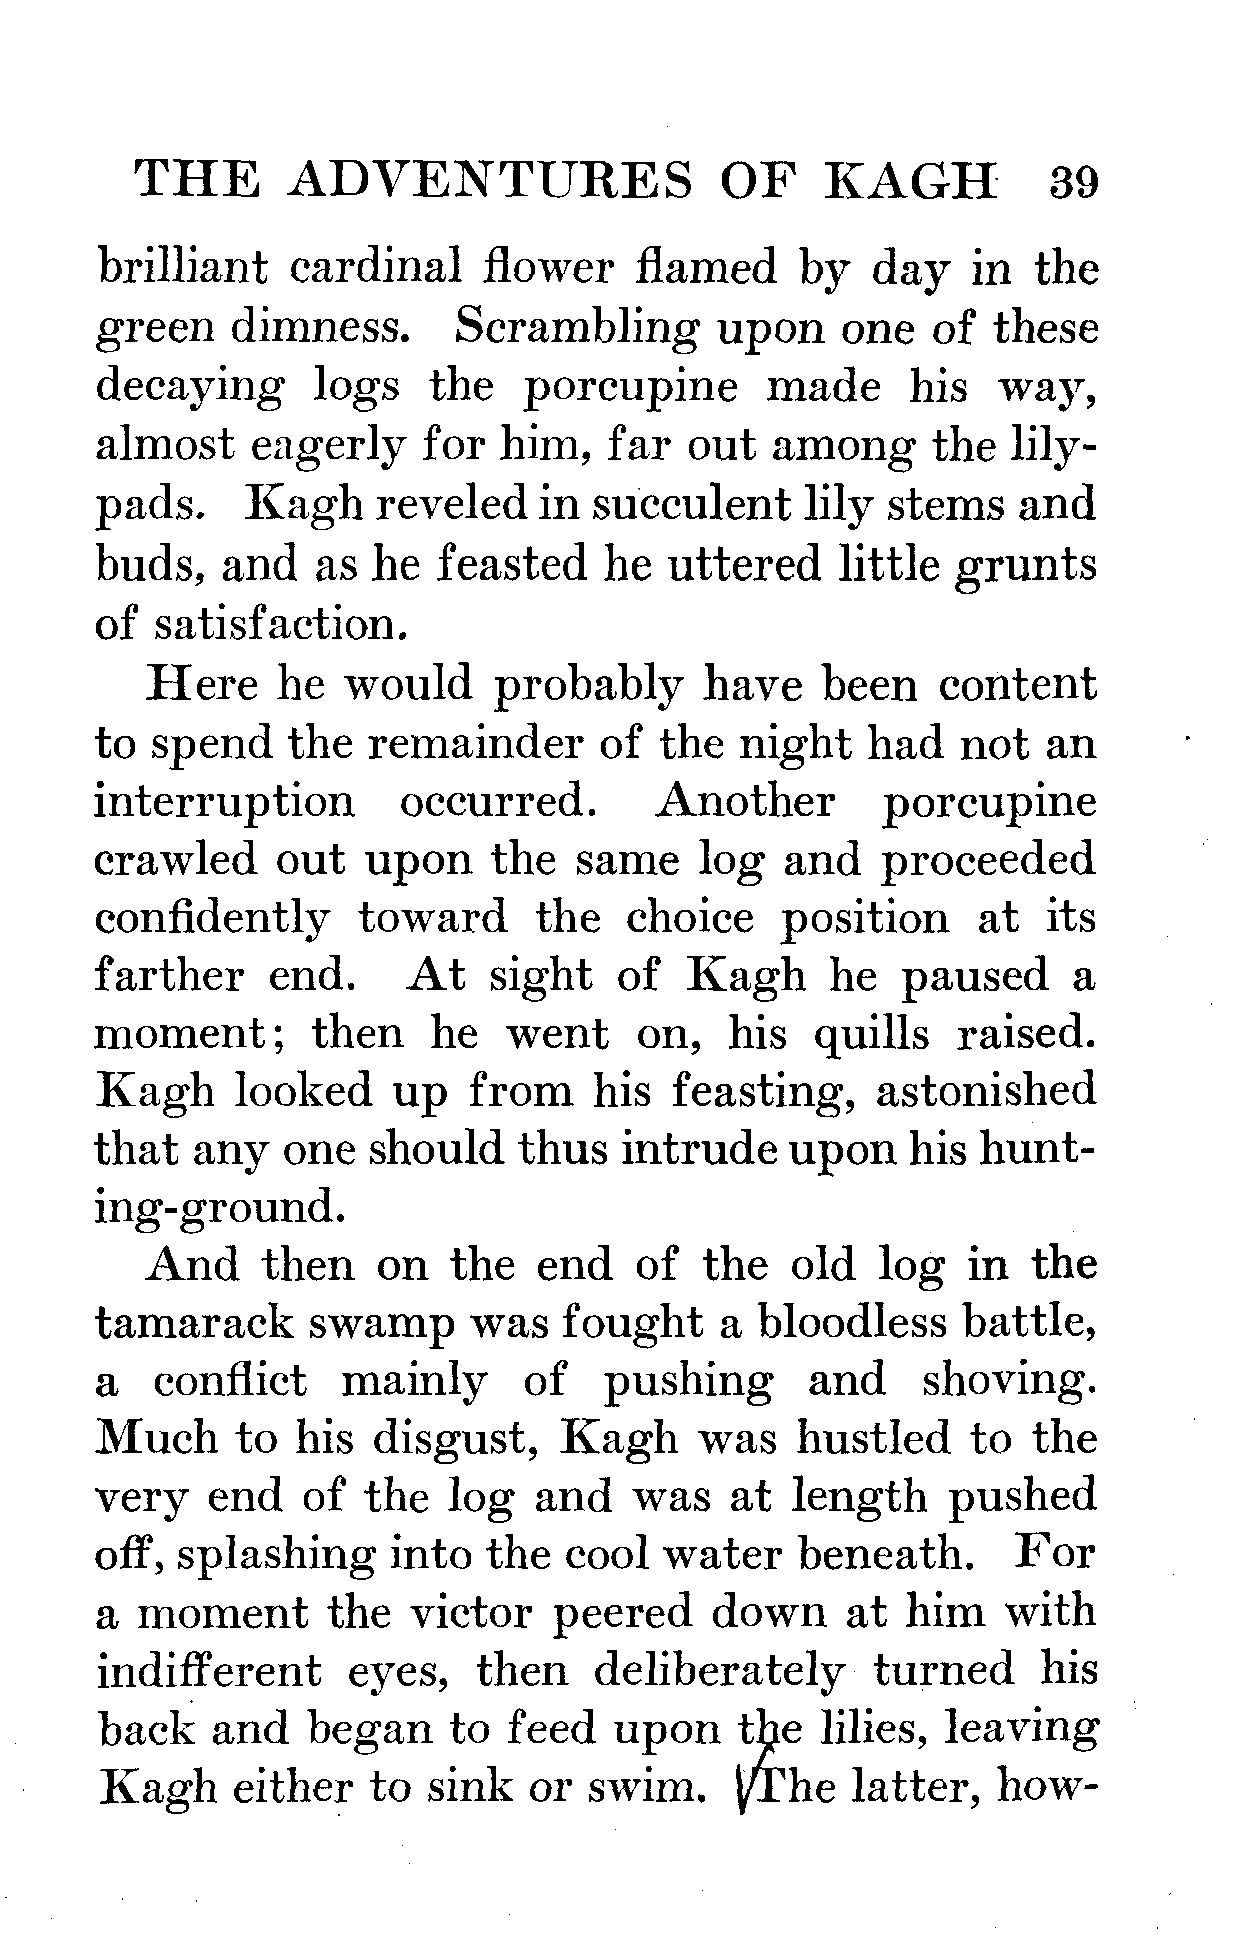 THE ADVENTURES OF KAGH 39
brilliant cardinal flower flamed by day in the
green dimness. Scrambling upon one of these
decaying logs the porcupine made his way,
almost eagerly for him, far out among the lily-
pads. Kagh reveled in succulent lily stems and
buds, and as he feasted he uttered little grunts
of satisfaction.
Here he would probably have been content
to spend the remainder of the night had not an
interruption occurred. Another porcupine
crawled out upon the same log and proceeded
confidently toward the choice position at its
farther end. At sight of Kagh he paused a
moment; then he went on, his quills raised.
Kagh looked up from his feasting, astonished
that any one should thus intrude upon his hunt-
ing-ground.
And then on the end of the old log in the
tamarack swamp was fought a bloodless battle,
a conflict mainly of pushing and shoving.
Much to his disgust, Kagh was hustled to the
very end of the log and was at length pushed
off, splashing into the cool water beneath. For
a moment the victor peered down at him with
indifferent eyes, then deliberately turned his
back and began to feed upon the lilies, leaving
Kagh either to sink or swim. The latter, how-